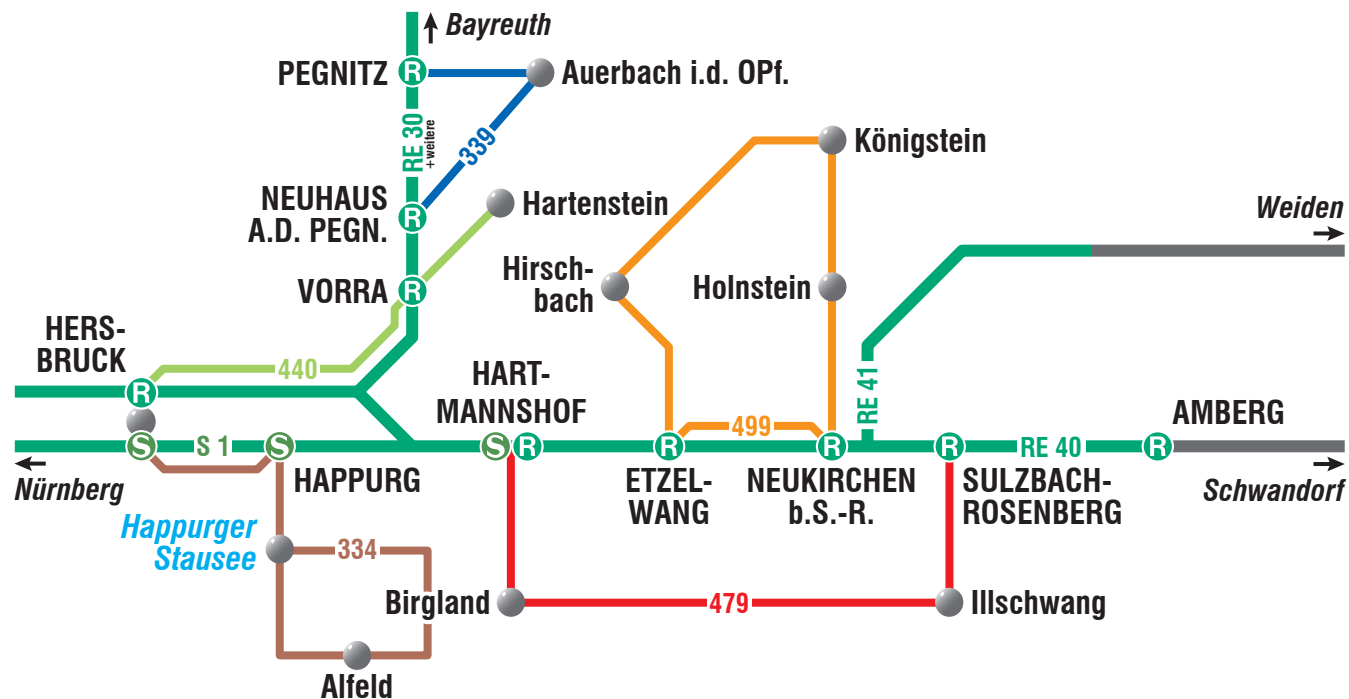 Bayreuth
PEGNITZ
R
Auerbach i.d. OPf.
RE 30
+weitere
339
Königstein
NEUHAUS
A.D. PEGN.
R
Hartenstein
Weiden
VORRA
R
Hirsch-
bach
Holnstein
HERS-
BRUCK
R
440
HART-
MANNSHOF
RE 41
AMBERG
499
S
S 1
S
S
R
R
R
R
RE 40
R
Nürnberg
HAPPURG
ETZEL-
WANG
NEUKIRCHEN
b.S.-R.
SULZBACH-
ROSENBERG
Schwandorf
Happurger
Stausee
334
Birgland
479
Illschwang
Alfeld